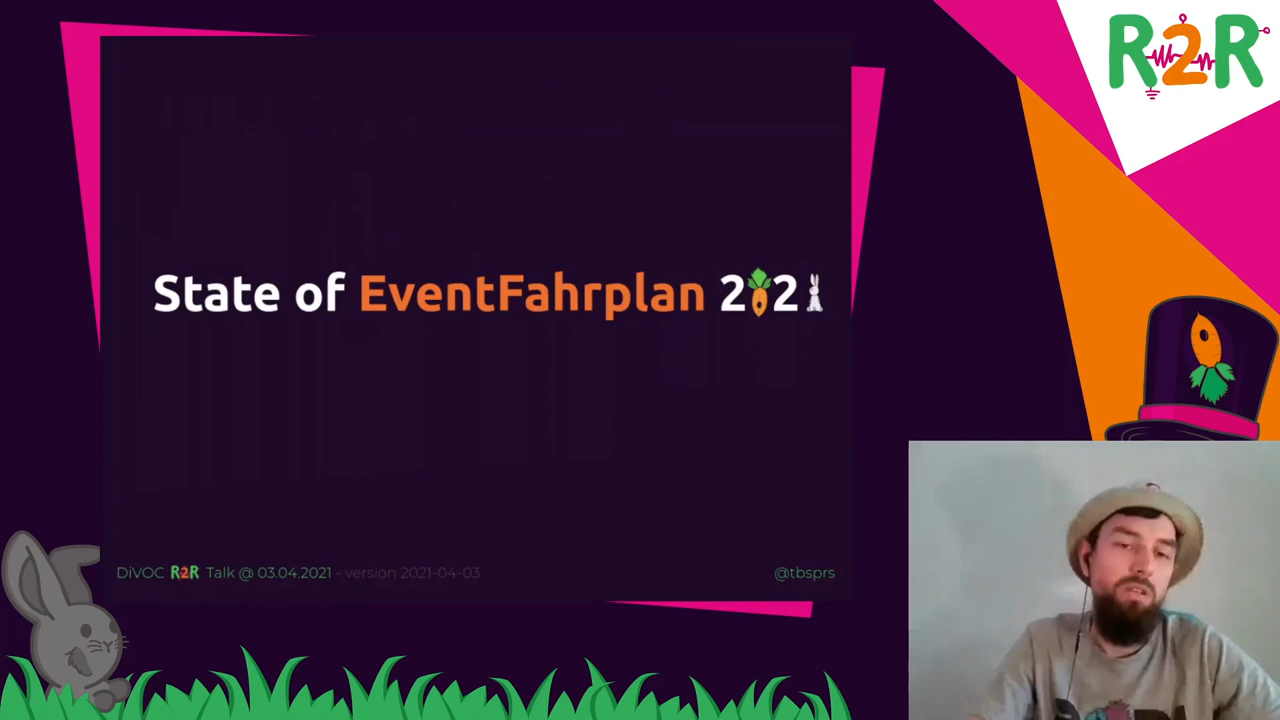 R2R
State of EventFahrplan 2021
DiVOC R2R Talk @ 03.04.2021 - version 2021-04-03
@tbsprs